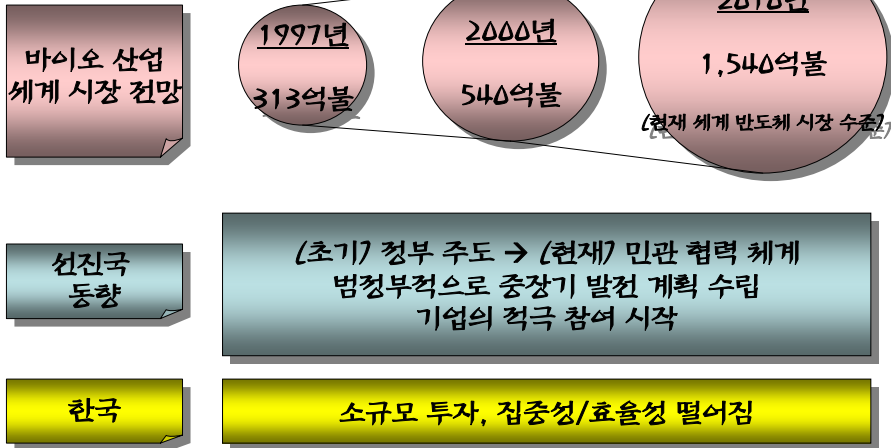 바이오 산업
세계 시장 전망
1997년
313억불
2000년
540억불
2010년
1,540억불
(현재 세계 반도체 시장 수준)
선진국
동향
(초기) 정부 주도 → (현재) 민관 협력 체계
범정부적으로 중장기 발전 계획 수립
기업의 적극 참여 시작
한국
소규모 투자, 집중성/효율성 떨어짐